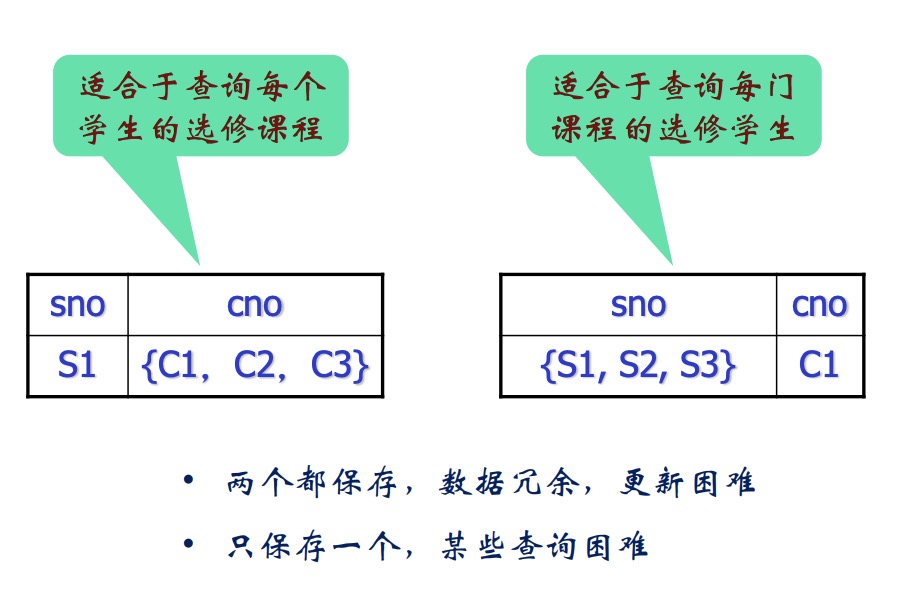 适合于查询每个
学生的选修课程
适合于查询每门
课程的选修学生
sno cno
S1 {C1，C2，C3}
sno cno
{S1, S2, S3} C1
• 两个都保存，数据冗余，更新困难
• 只保存一个，某些查询困难